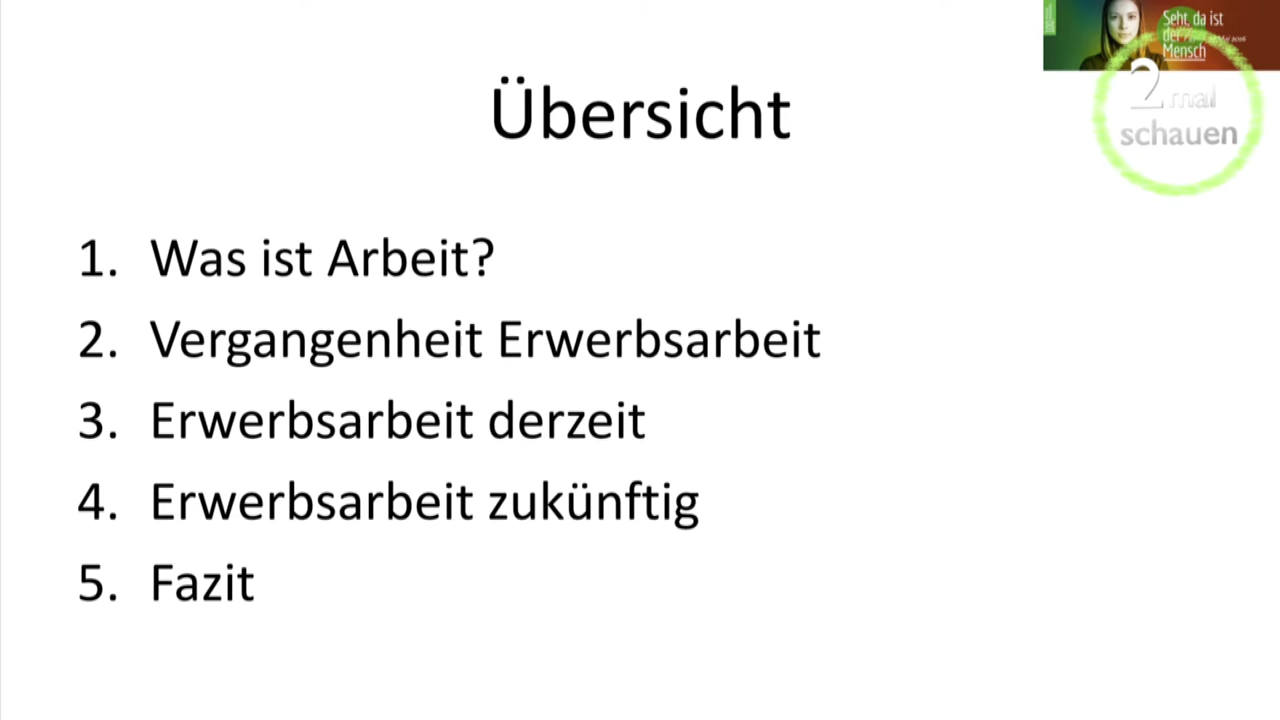 Übersicht
1. Was ist Arbeit?
2. Vergangenheit Erwerbsarbeit
3. Erwerbsarbeit derzeit
4. Erwerbsarbeit zukünftig
5. Fazit
Seht, da ist
der
Mensch
2 mal
schauen